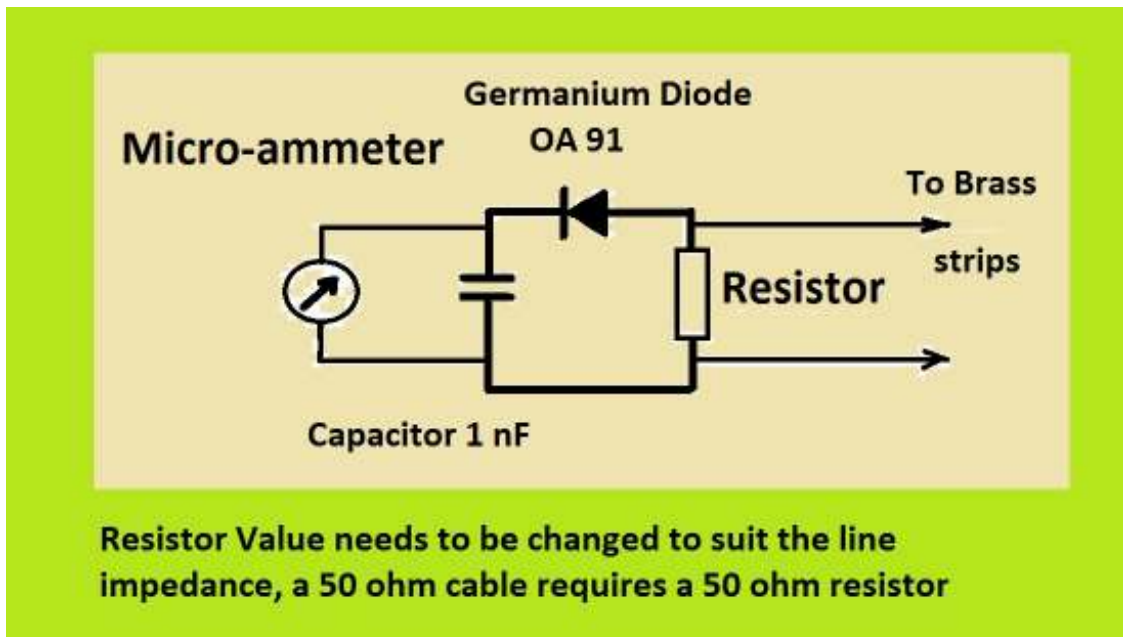 Germanium Diode
OA 91
Micro-ammeter
To Brass
strips
Resistor
Capacitor 1 nF
Resistor Value needs to be changed to suit the line
impedance, a 50 ohm cable requires a 50 ohm resistor